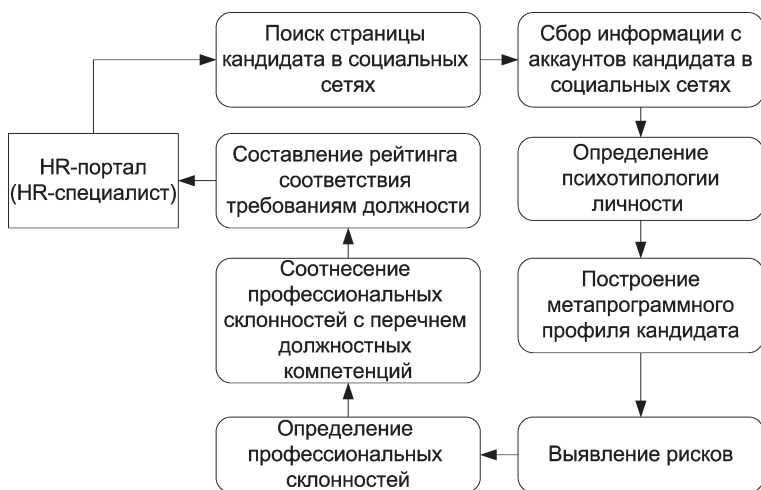 Поиск страницы
кандидата в социальных
сетях
Сбор информации с
аккаунтов кандидата в
социальных сетях
HR-портал
(HR-специалист)
Составление рейтинга
соответствия
требованиям должности
Определение
психотипологии
личности
Соотнесение
профессиональных
склонностей с перечнем
должностных
компетенций
Построение
метапрограммного
профиля кандидата
Определение
профессиональных
склонностей
Выявление рисков